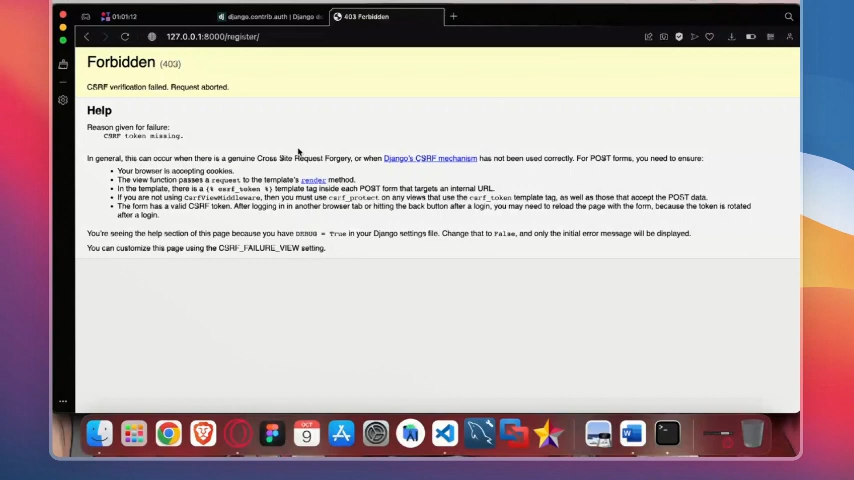 01:01:12
django.contrib.auth | Django d
403 Forbidden
127.0.0.1:8000/register/
Forbidden (403)
CSRF verification failed. Request aborted.
Help
Reason given for failure:
CSRF token missing.
In general, this can occur when there is a genuine Cross Site Request Forgery, or when Django's CSRF mechanism has not been used correctly. For POST forms, you need to ensure:
Your browser is accepting cookies.
The view function passes a request to the template's render method.
In the template, there is a {% csrf_token %} template tag inside each POST form that targets an internal URL.
If you are not using CsrfViewMiddleware, then you must use csrf_protect on any views that use the csrf_token template tag, as well as those that accept the POST data.
The form has a valid CSRF token. After logging in in another browser tab or hitting the back button after a login, you may need to reload the page with the form, because the token is rotated
after a login.
You're seeing the help section of this page because you have DEBUG = True in your Django settings file. Change that to False, and only the initial error message will be displayed.
You can customize this page using the CSRF_FAILURE_VIEW setting.
OCT
9